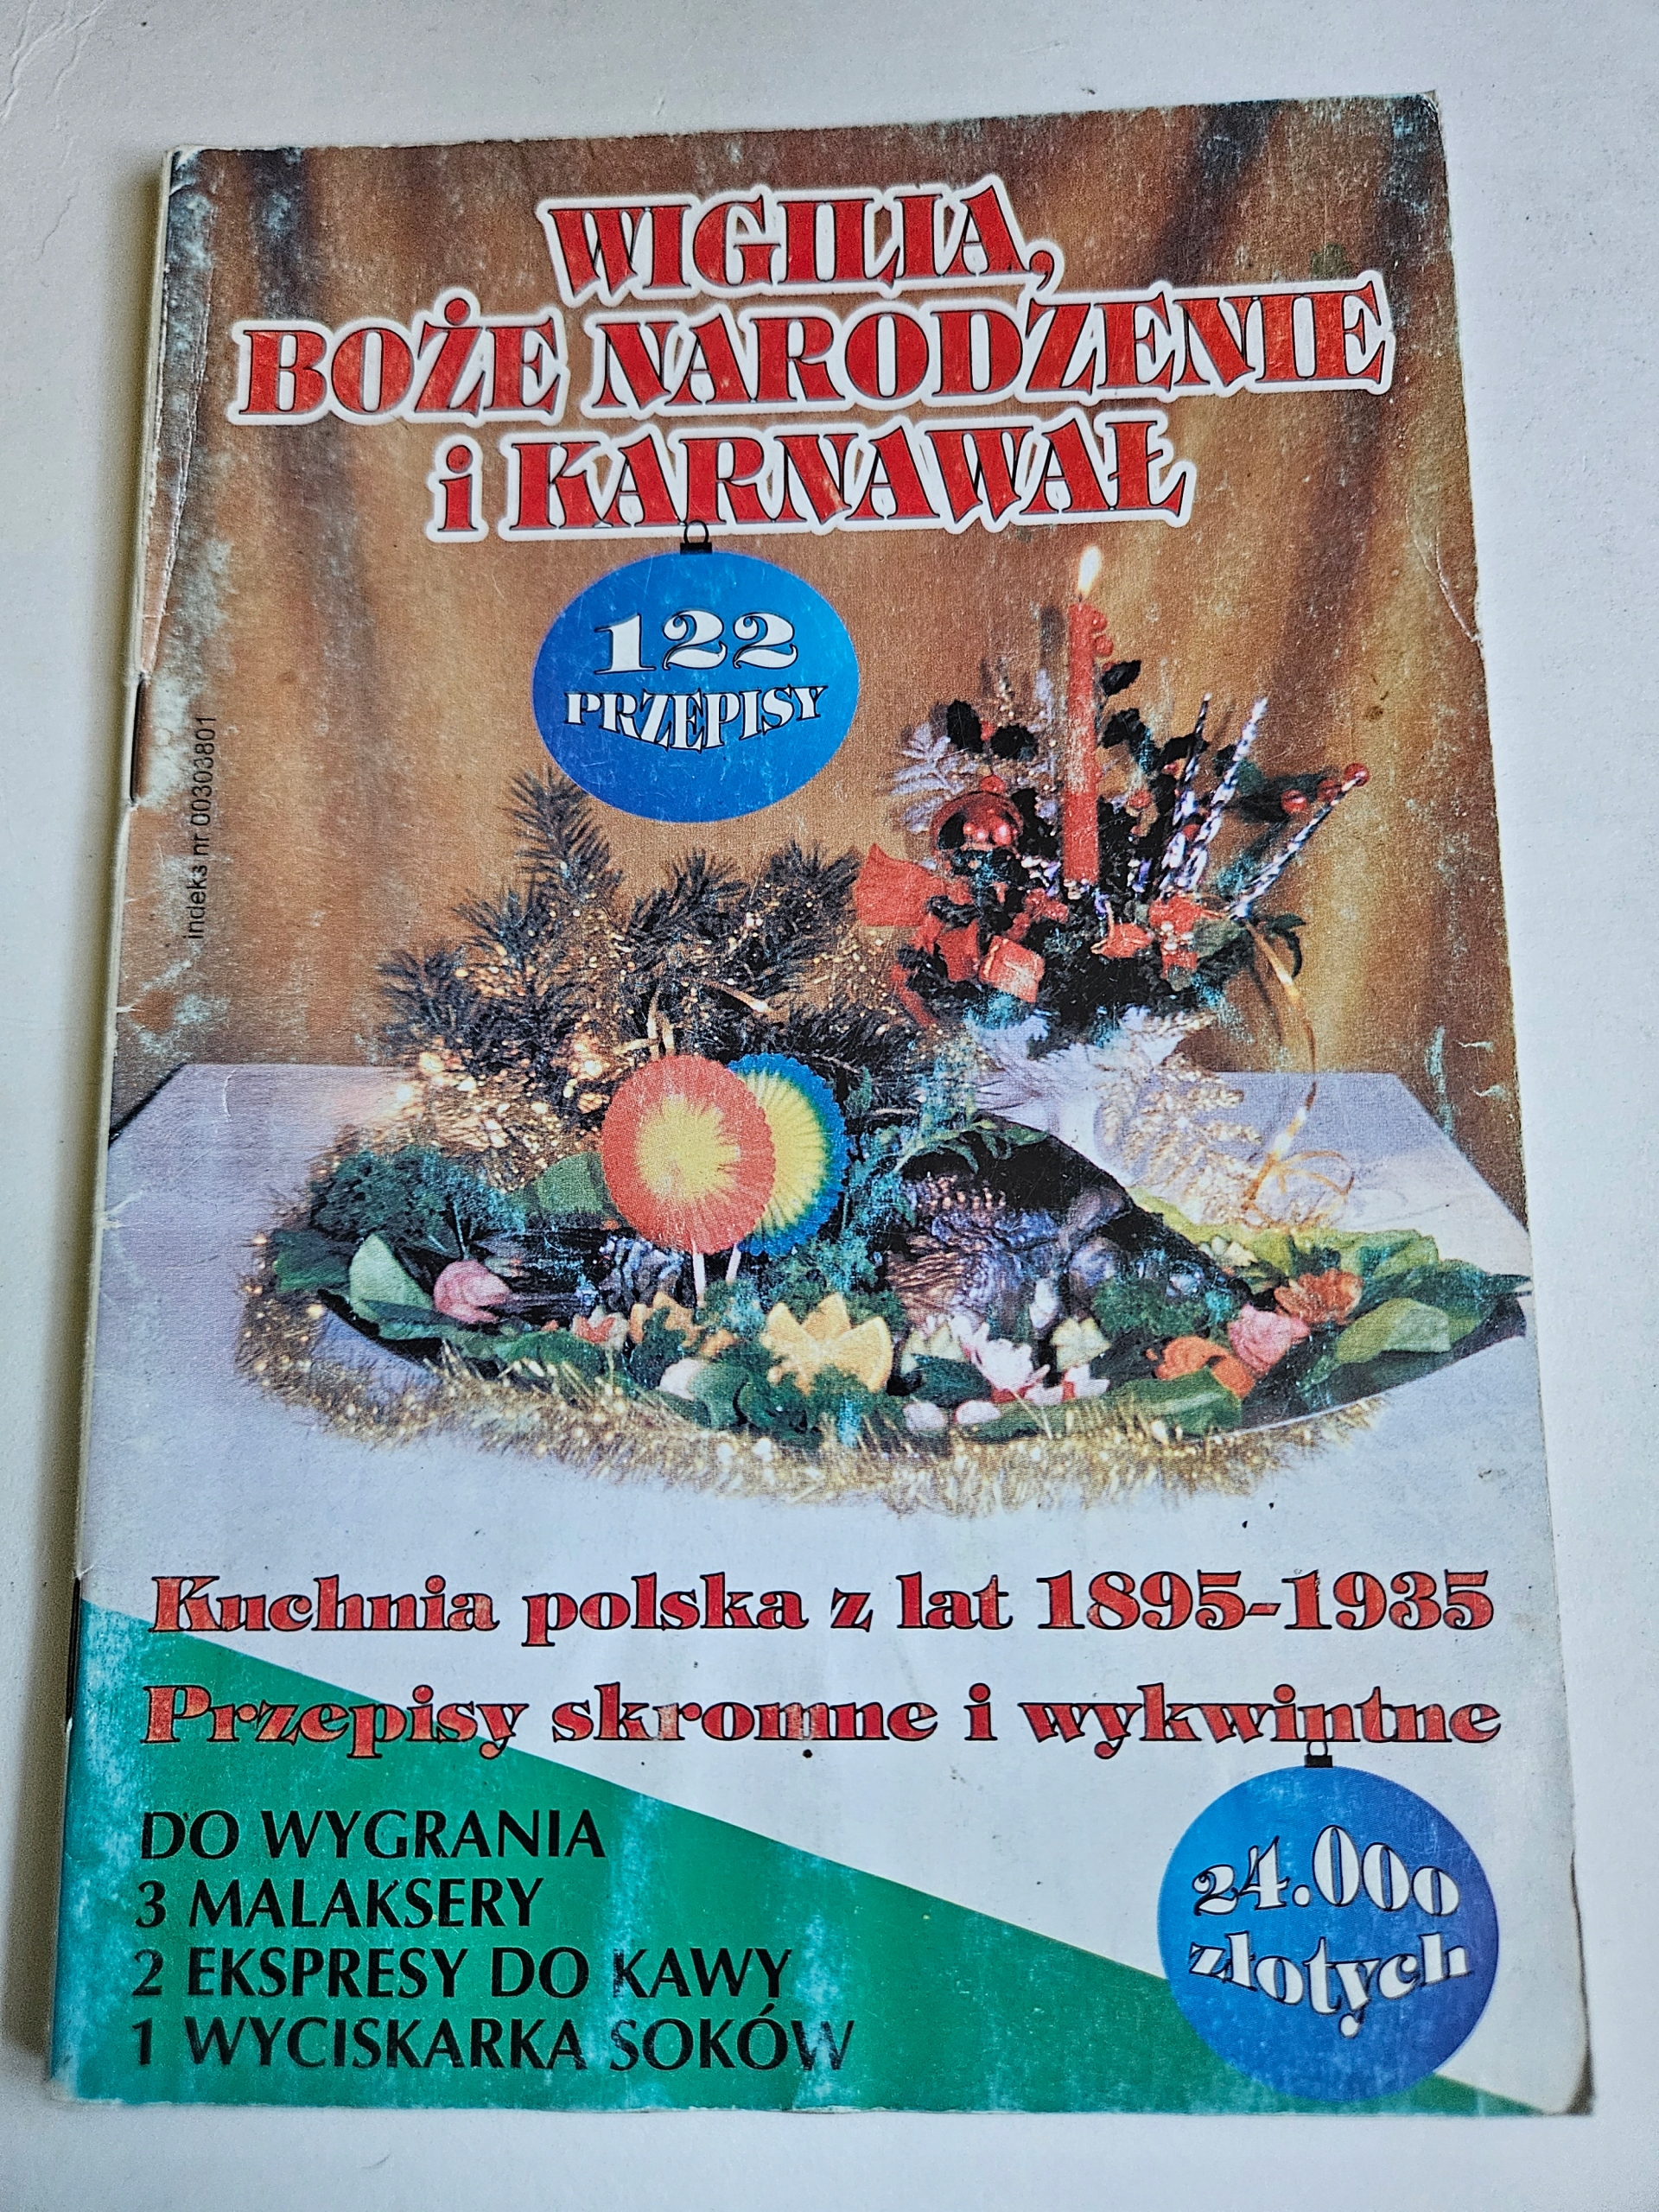 WIGILIA,
BOŻE NARODZENIE
i KARNAWAŁ
122
PRZEPISY
indeks nr 00303801
Kuchnia polska z lat 1895-1935
Przepisy skromne i wykwintne
DO WYGRANIA
3 MALAKSERY
2 EKSPRESY DO KAWY
1 WYCISKARKA SOKÓW
24.000
złotych